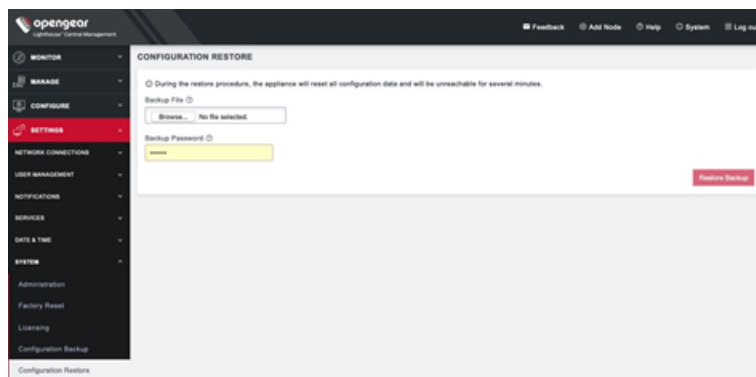 opengear
Lighthouse™ Central Management
Feedback
Add Node
Help
System
Log ou
MONITOR
MANAGE
CONFIGURE
SETTINGS
NETWORK CONNECTIONS
USER MANAGEMENT
NOTIFICATIONS
SERVICES
DATE & TIME
SYSTEM
Administration
Factory Reset
Licensing
Configuration Backup
Configuration Restore
CONFIGURATION RESTORE
During the restore procedure, the appliance will reset all configuration data and will be unreachable for several minutes.
Backup File
Browse... No file selected.
Backup Password
Restore Backup